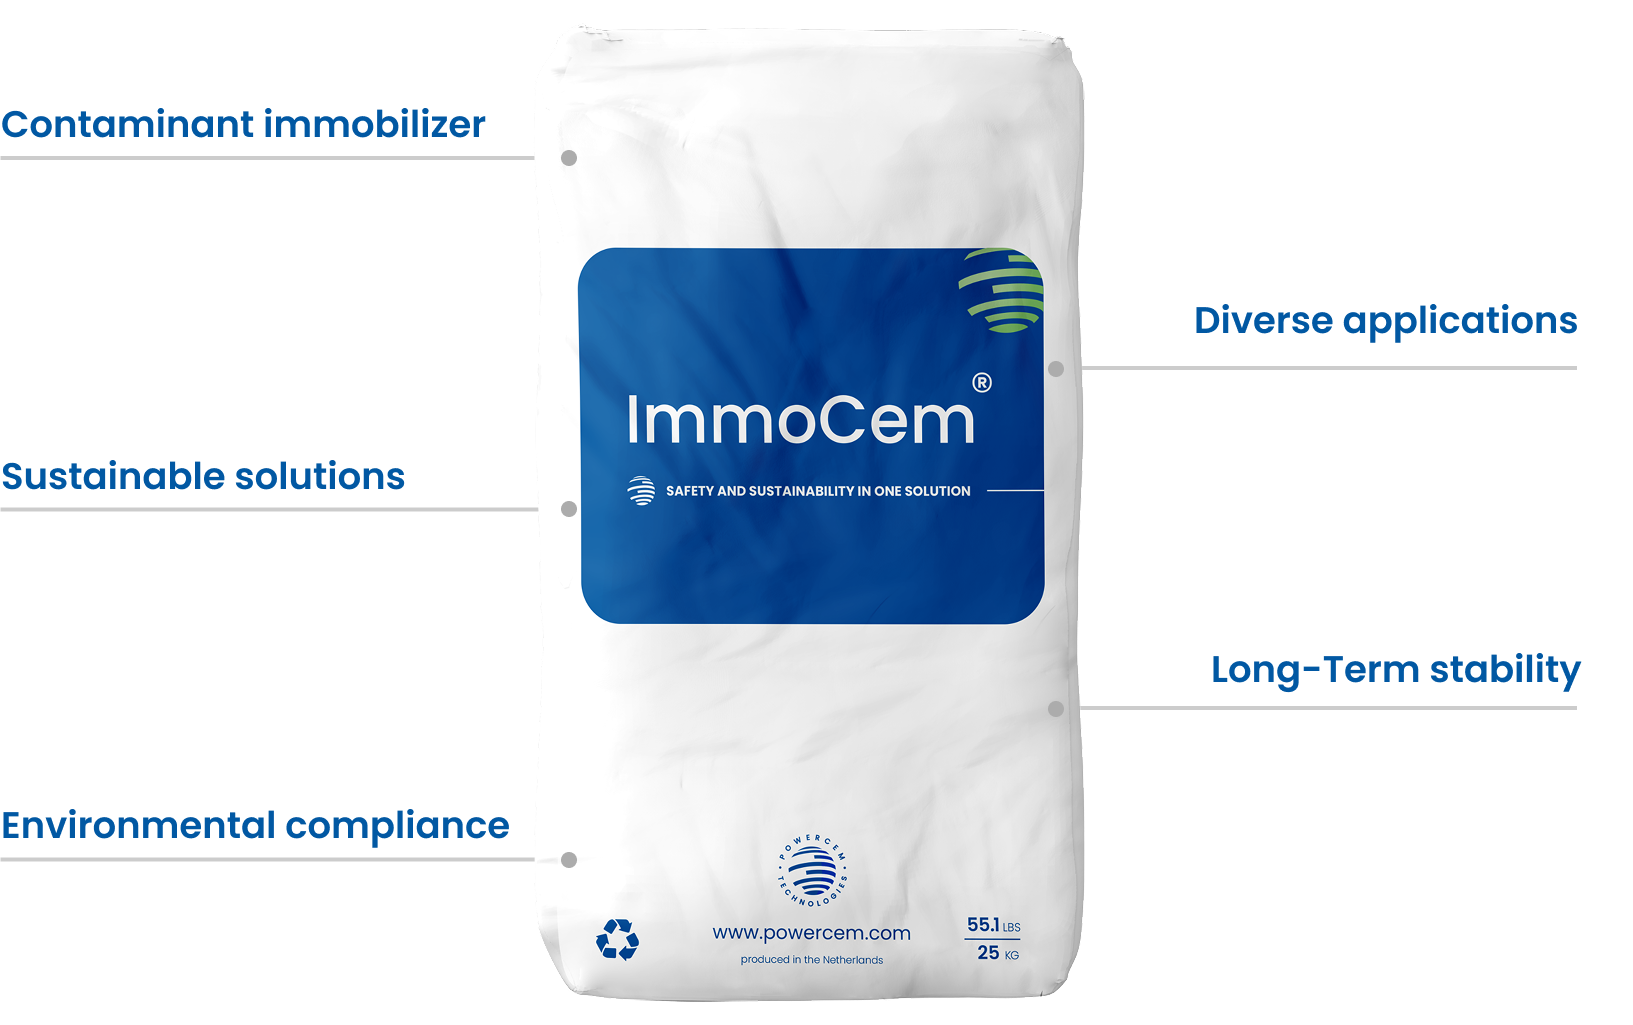 Contaminant immobilizer
Diverse applications
Sustainable solutions
Long-Term stability
Environmental compliance
ImmoCem®
SAFETY AND SUSTAINABILITY IN ONE SOLUTION
POWERCEM TECHNOLOGIES
www.powercem.com
produced in the Netherlands
55.1 LBS
25 KG